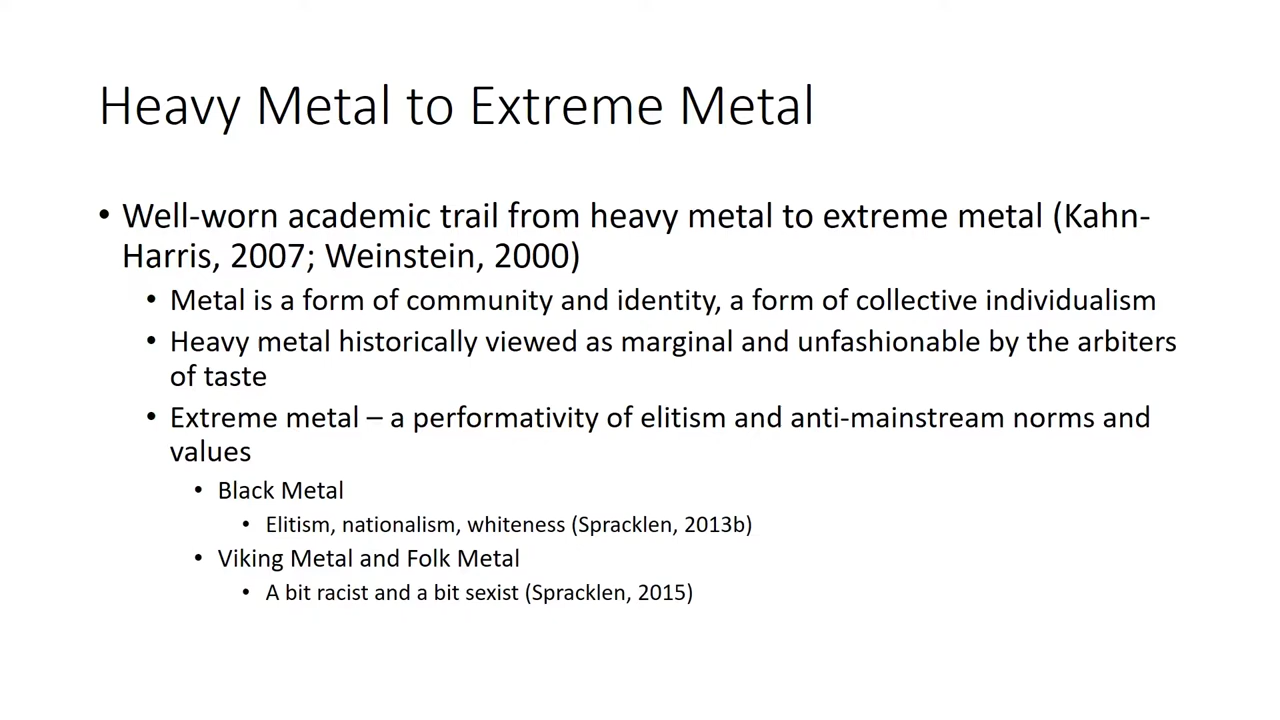 Heavy Metal to Extreme Metal
• Well-worn academic trail from heavy metal to extreme metal (Kahn-
Harris, 2007; Weinstein, 2000)
• Metal is a form of community and identity, a form of collective individualism
• Heavy metal historically viewed as marginal and unfashionable by the arbiters
of taste
• Extreme metal – a performativity of elitism and anti-mainstream norms and
values
• Black Metal
• Elitism, nationalism, whiteness (Spracklen, 2013b)
• Viking Metal and Folk Metal
• A bit racist and a bit sexist (Spracklen, 2015)